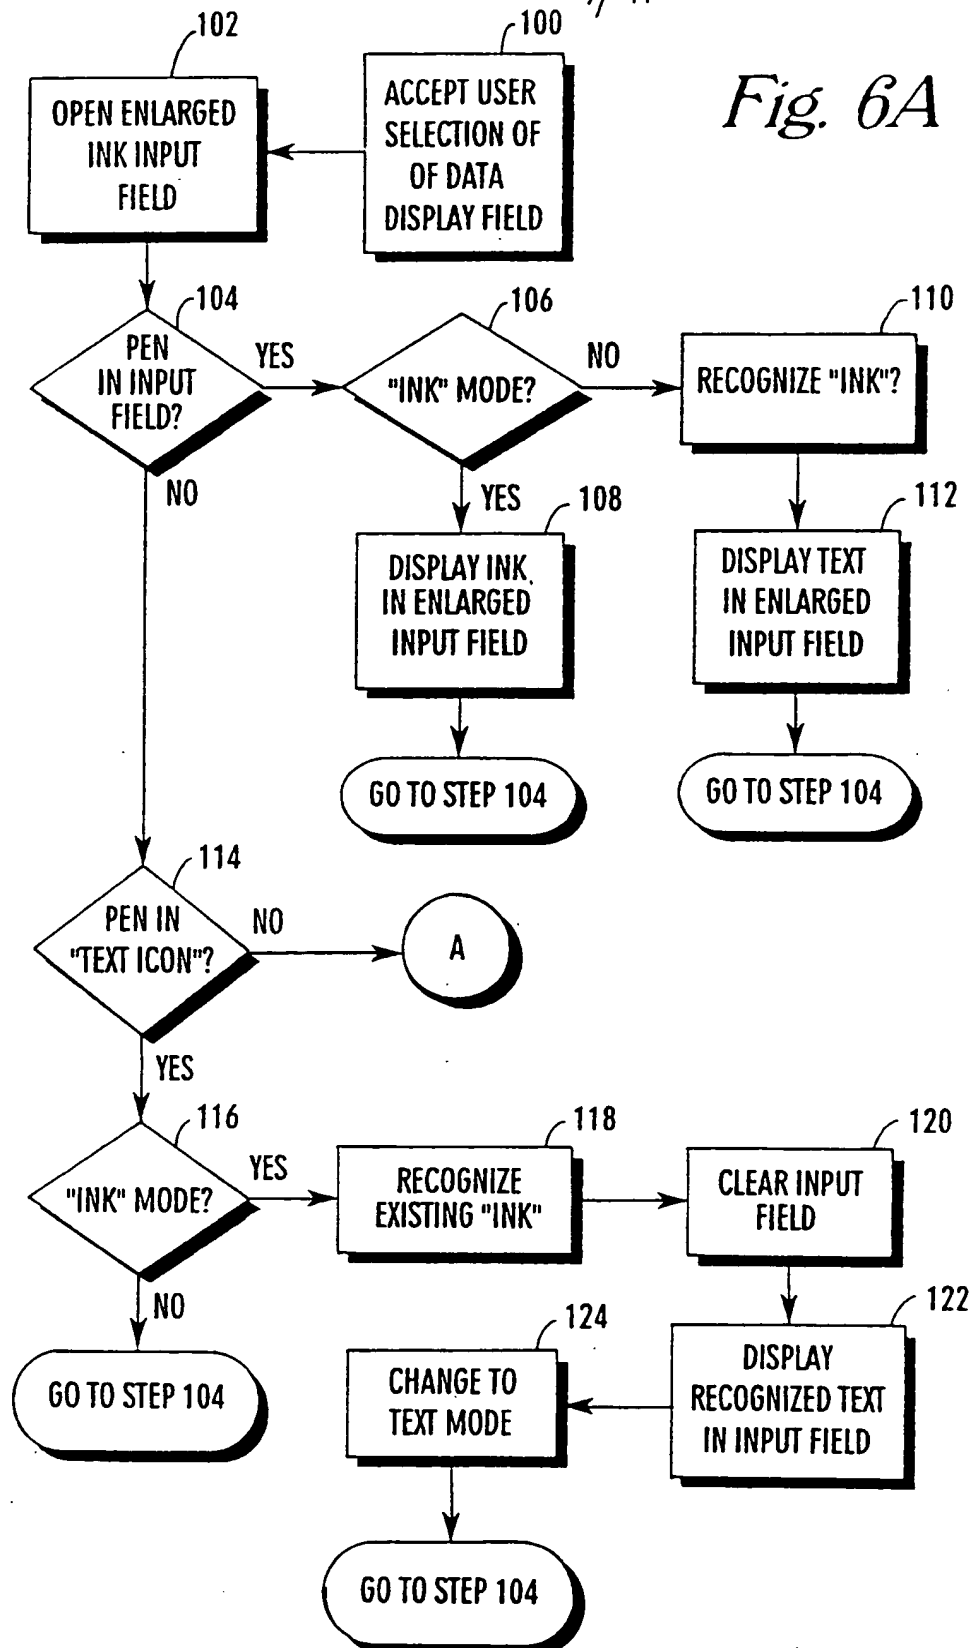 Fig. 6A
102
100
OPEN ENLARGED
INK INPUT
FIELD
ACCEPT USER
SELECTION OF
OF DATA
DISPLAY FIELD
104
PEN
IN INPUT
FIELD?
YES
NO
106
"INK" MODE?
NO
YES
110
RECOGNIZE "INK"?
108
DISPLAY INK
IN ENLARGED
INPUT FIELD
112
DISPLAY TEXT
IN ENLARGED
INPUT FIELD
GO TO STEP 104
GO TO STEP 104
114
PEN IN
"TEXT ICON"?
NO
A
YES
116
"INK" MODE?
YES
NO
118
RECOGNIZE
EXISTING "INK"
120
CLEAR INPUT
FIELD
122
DISPLAY
RECOGNIZED TEXT
IN INPUT FIELD
124
CHANGE TO
TEXT MODE
GO TO STEP 104
GO TO STEP 104